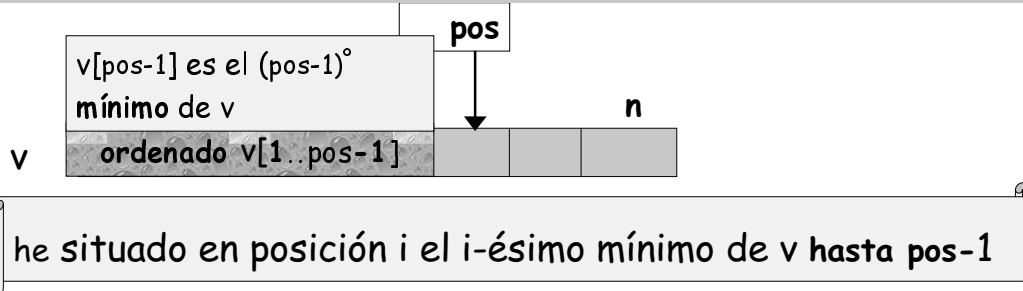 pos
v[pos-1] es el (pos-1)°
mínimo de v
n
v
ordenado v[1..pos-1]
he situado en posición i el i-ésimo mínimo de v hasta pos-1